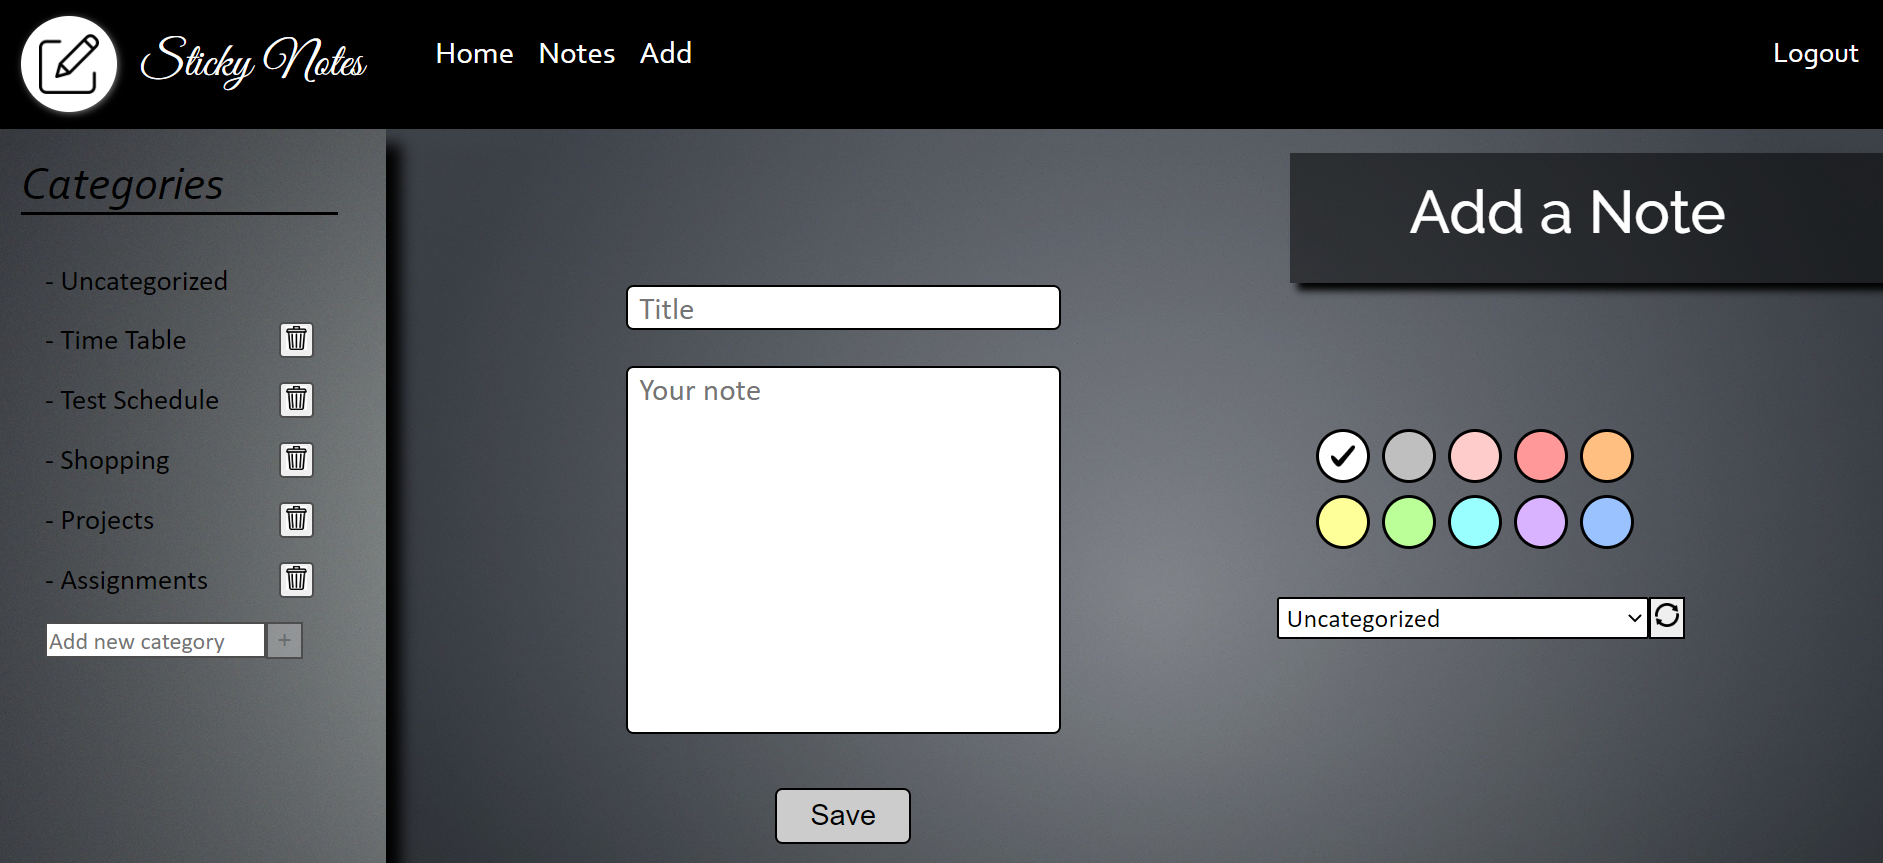 Sticky Notes
Home Notes Add
Logout
Categories
- Uncategorized
- Time Table
- Test Schedule
- Shopping
- Projects
- Assignments
Add new category +
Add a Note
Title
Your note
Uncategorized
Save